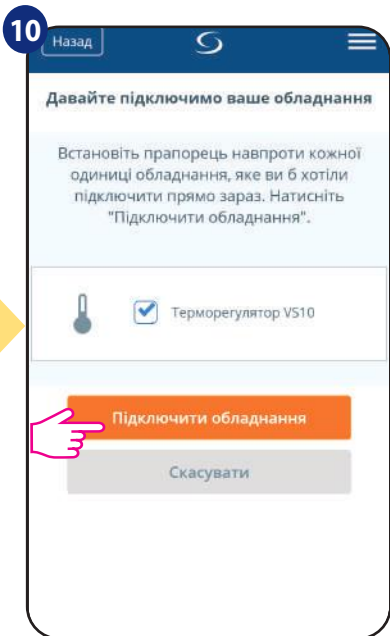 10
Назад
Давайте підключимо ваше обладнання
Встановіть прапорець навпроти кожної
одиниці обладнання, яке ви б хотіли
підключити прямо зараз. Натисніть
"Підключити обладнання".
Терморегулятор VS10
Підключити обладнання
Скасувати